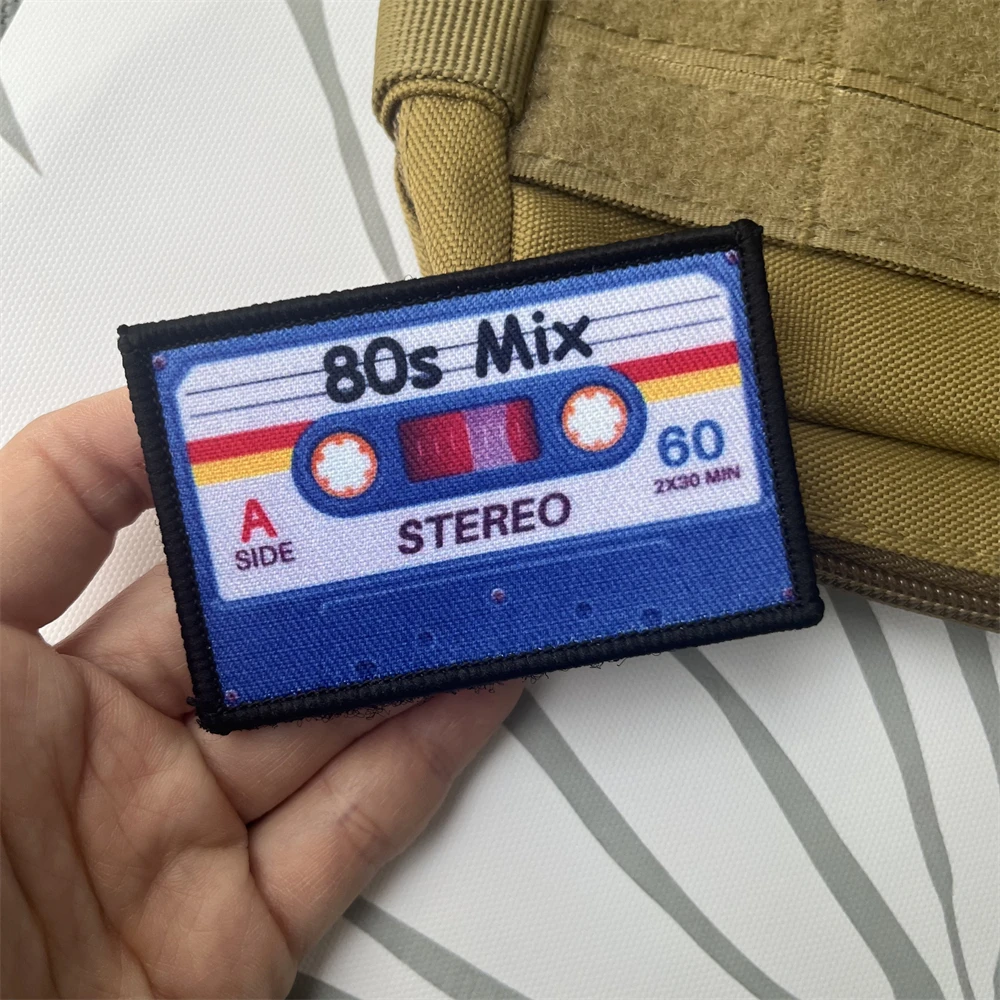 80s Mix
60
2X30 MIN
A
SIDE
STEREO